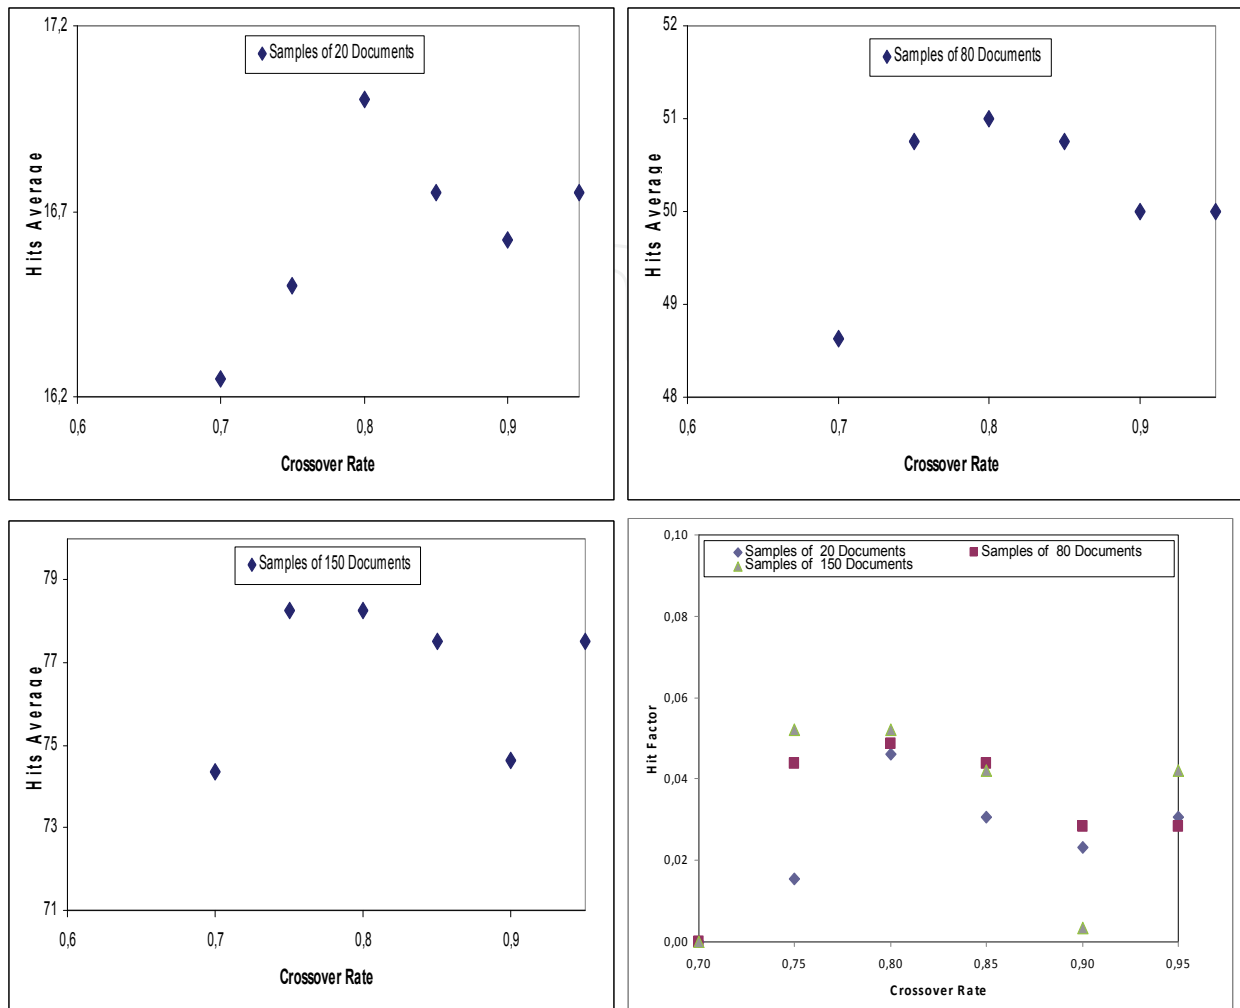 17,2
Samples of 20 Documents
Hits Average
16,7
16,2
0,6 0,7 0,8 0,9
Crossover Rate
52
Samples of 80 Documents
51
Hits Average
50
49
48
0,6 0,7 0,8 0,9
Crossover Rate
79
Samples of 150 Documents
77
Hits Average
75
73
71
0,6 0,7 0,8 0,9
Crossover Rate
0,10
Samples of 20 Documents Samples of 80 Documents
Samples of 150 Documents
0,08
0,06
Hit Factor
0,04
0,02
0,00
0,70 0,75 0,80 0,85 0,90 0,95
Crossover Rate